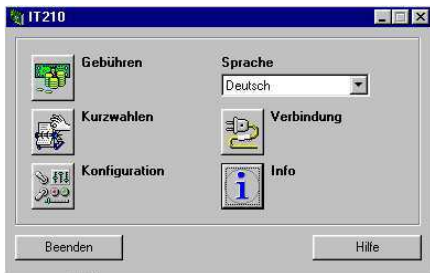 IT210
Gebühren
Sprache
Deutsch
Kurzwahlen
Verbindung
Konfiguration
Info
Beenden
Hilfe